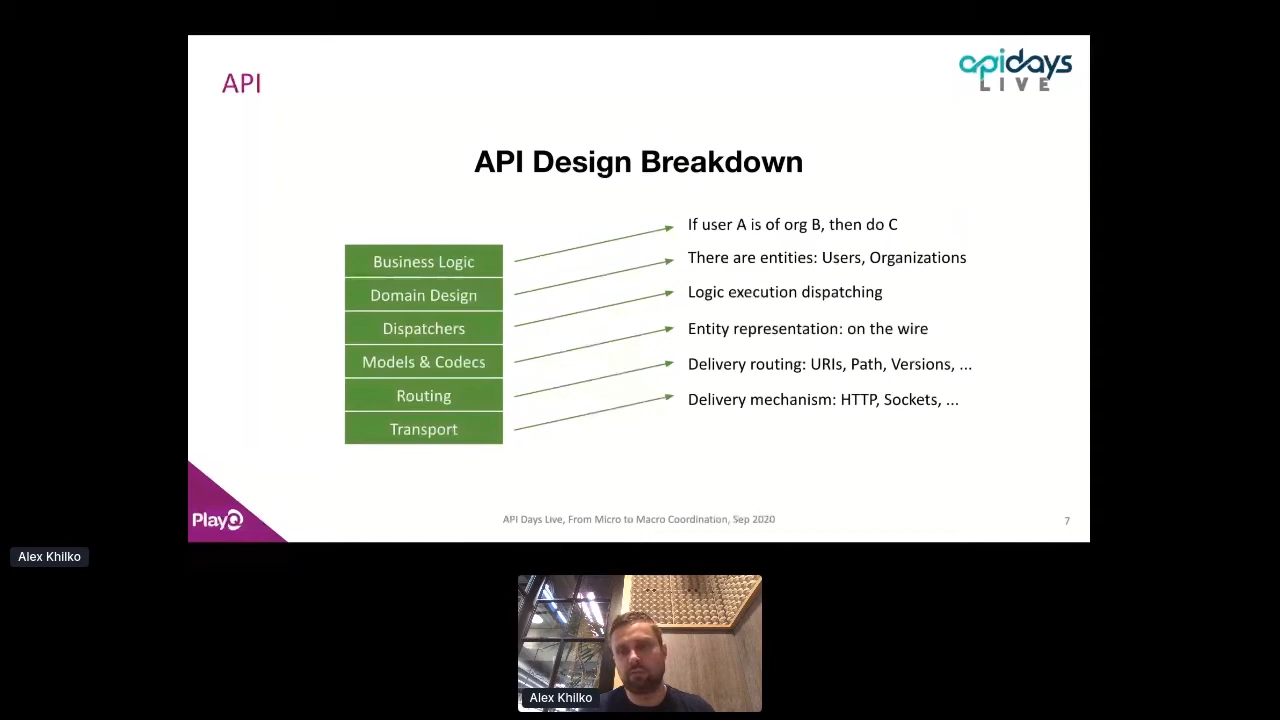 API
apidays
LIVE
API Design Breakdown
Business Logic
Domain Design
Dispatchers
Models & Codecs
Routing
Transport
If user A is of org B, then do C
There are entities: Users, Organizations
Logic execution dispatching
Entity representation: on the wire
Delivery routing: URIs, Path, Versions, ...
Delivery mechanism: HTTP, Sockets, ...
PlayQ
API Days Live, From Micro to Macro Coordination, Sep 2020
7
Alex Khilko
Alex Khilko